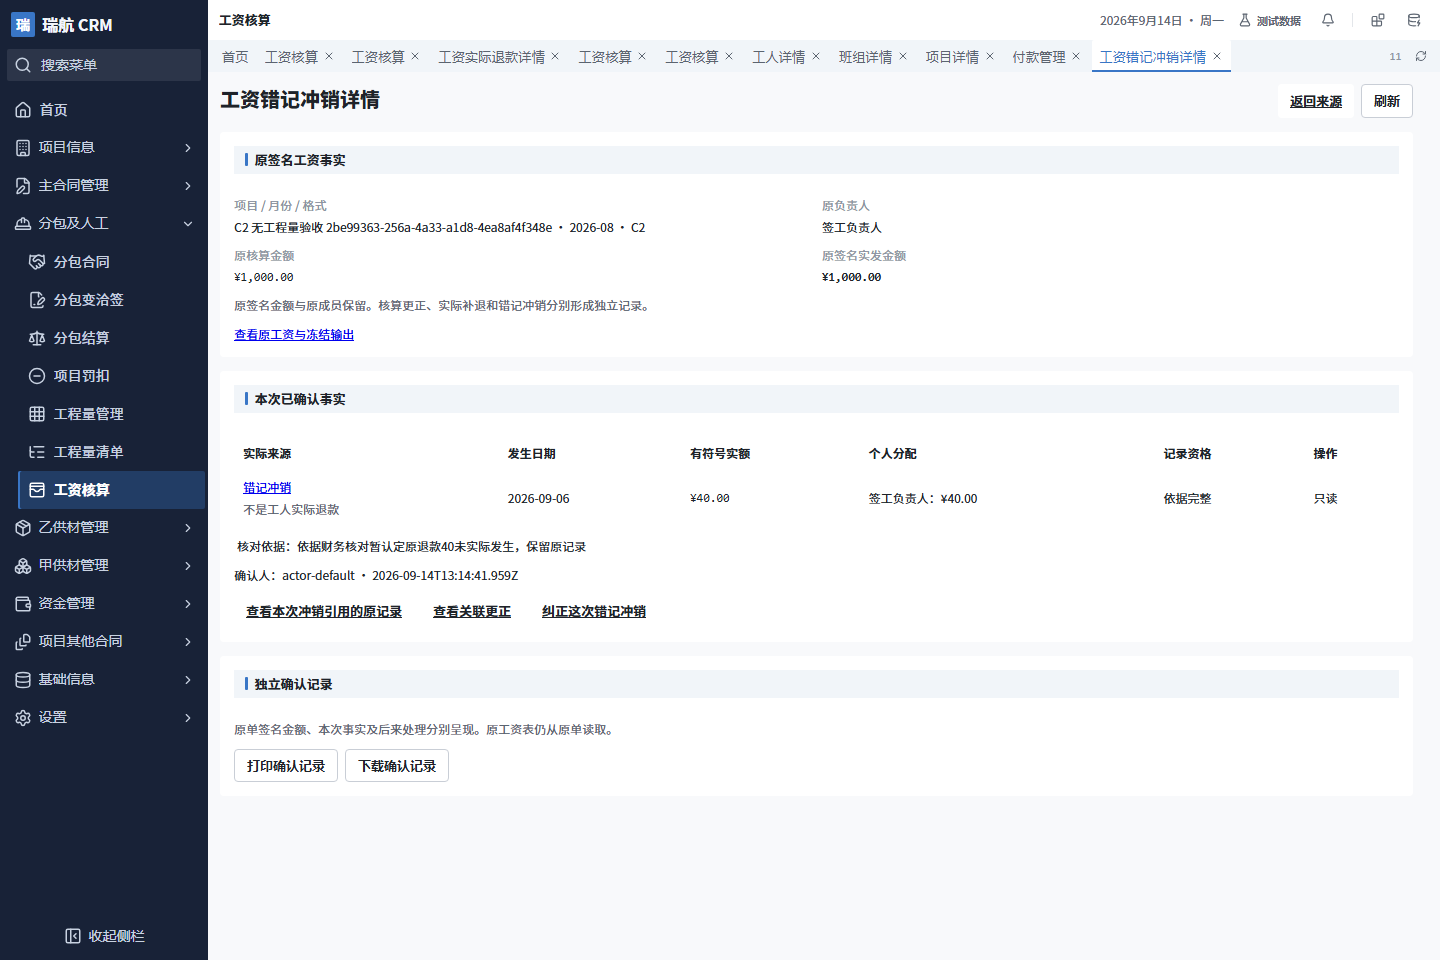 瑞 瑞航 CRM
搜索菜单
首页
项目信息
主合同管理
分包及人工
分包合同
分包变洽签
分包结算
项目罚扣
工程量管理
工程量清单
工资核算
乙供材管理
甲供材管理
资金管理
项目其他合同
基础信息
设置
收起侧栏
工资核算
2026年9月14日 · 周一 测试数据
首页 工资核算 × 工资核算 × 工资实际退款详情 × 工资核算 × 工资核算 × 工人详情 × 班组详情 × 项目详情 × 付款管理 × 工资错记冲销详情 × 11
工资错记冲销详情
返回来源 刷新
原签名工资事实
项目 / 月份 / 格式 原负责人
C2 无工程量验收 2be99363-256a-4a33-a1d8-4ea8af4f348e · 2026-08 · C2 签工负责人
原核算金额 原签名实发金额
¥1,000.00 ¥1,000.00
原签名金额与原成员保留。核算更正、实际补退和错记冲销分别形成独立记录。
查看原工资与冻结输出
本次已确认事实
实际来源 发生日期 有符号实额 个人分配 记录资格 操作
错记冲销
不是工人实际退款
2026-09-06 ¥40.00 签工负责人：¥40.00 依据完整 只读
核对依据：依据财务核对暂认定原退款40未实际发生，保留原记录
确认人：actor-default · 2026-09-14T13:14:41.959Z
查看本次冲销引用的原记录 查看关联更正 纠正这次错记冲销
独立确认记录
原单签名金额、本次事实及后来处理分别呈现。原工资表仍从原单读取。
打印确认记录 下载确认记录